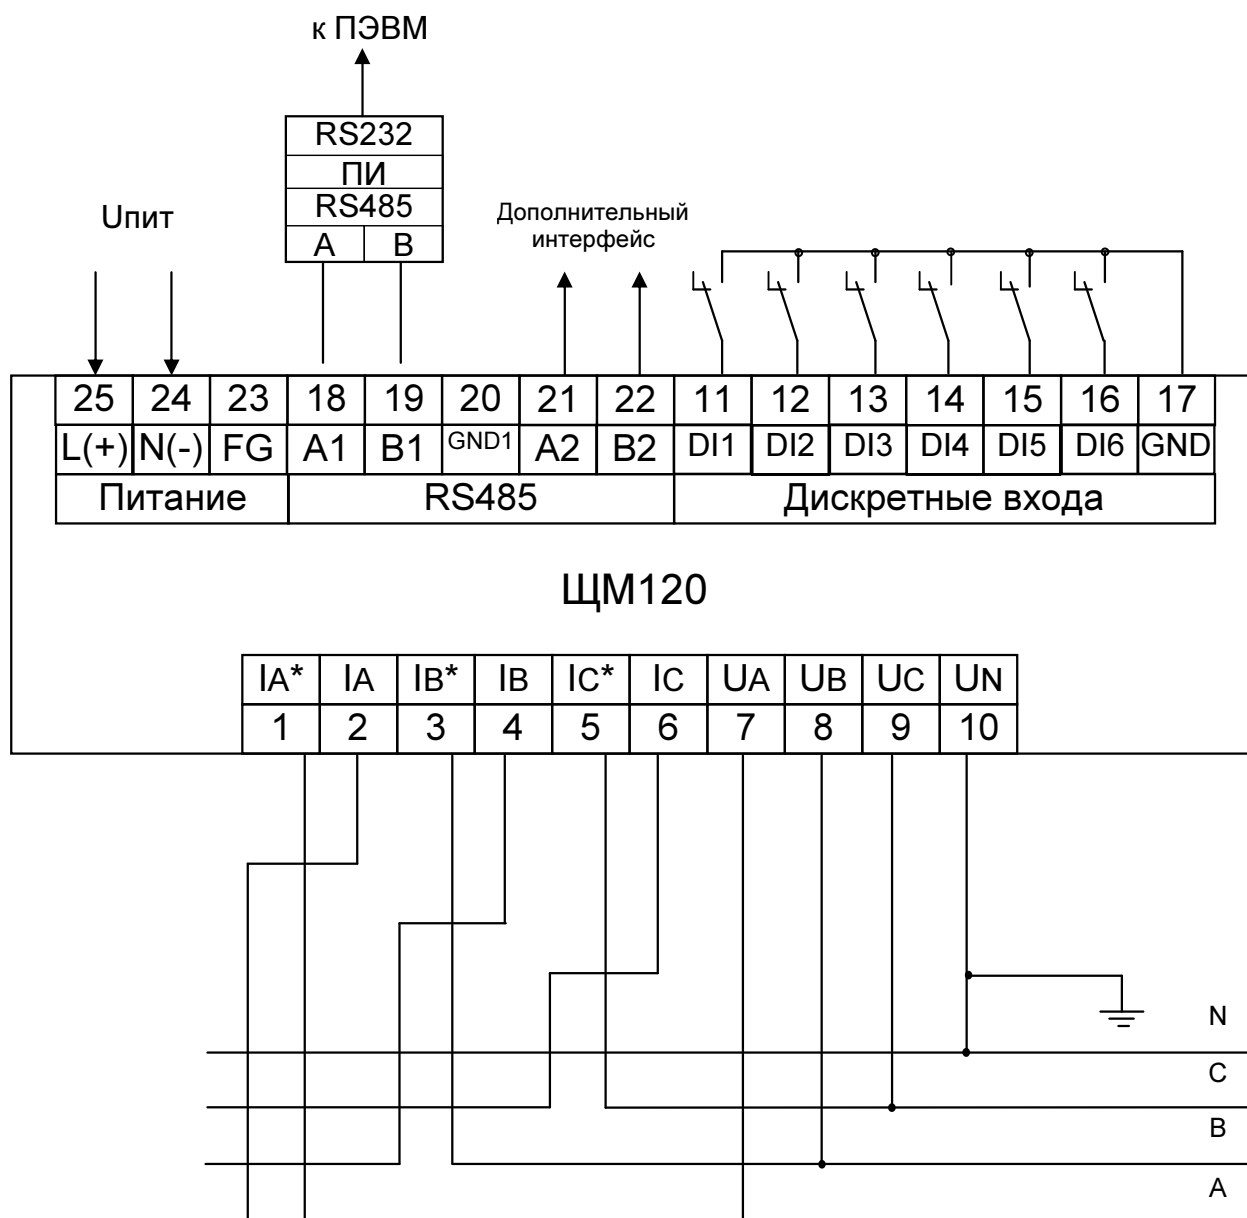 к ПЭВМ
RS232
ПИ
RS485
A B
Uпит
Дополнительный
интерфейс
25 24 23 18 19 20 21 22 11 12 13 14 15 16 17
L(+) N(-) FG A1 B1 GND1 A2 B2 DI1 DI2 DI3 DI4 DI5 DI6 GND
Питание RS485 Дискретные входа
ЩМ120
IA* IA IB* IB IC* IC UA UB UC UN
1 2 3 4 5 6 7 8 9 10
N
C
B
A